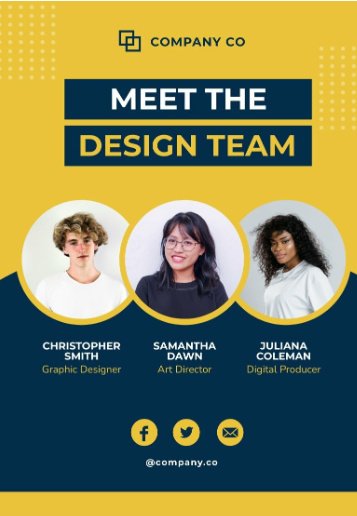 COMPANY CO
MEET THE
DESIGN TEAM
CHRISTOPHER
SMITH
Graphic Designer
SAMANTHA
DAWN
Art Director
JULIANA
COLEMAN
Digital Producer
@company.co